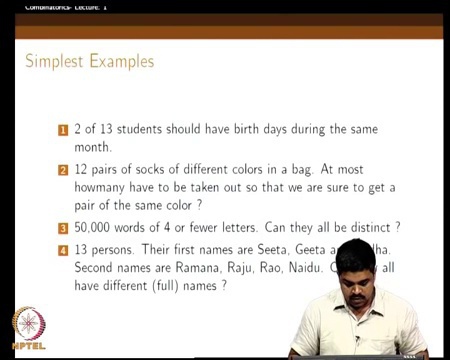 Combinatorics- Lecture: 1
Simplest Examples
1 2 of 13 students should have birth days during the same
month.
2 12 pairs of socks of different colors in a bag. At most
howmany have to be taken out so that we are sure to get a
pair of the same color ?
3 50,000 words of 4 or fewer letters. Can they all be distinct ?
4 13 persons. Their first names are Seeta, Geeta
Second names are Ramana, Raju, Rao, Naidu. all
have different (full) names ?
NPTEL